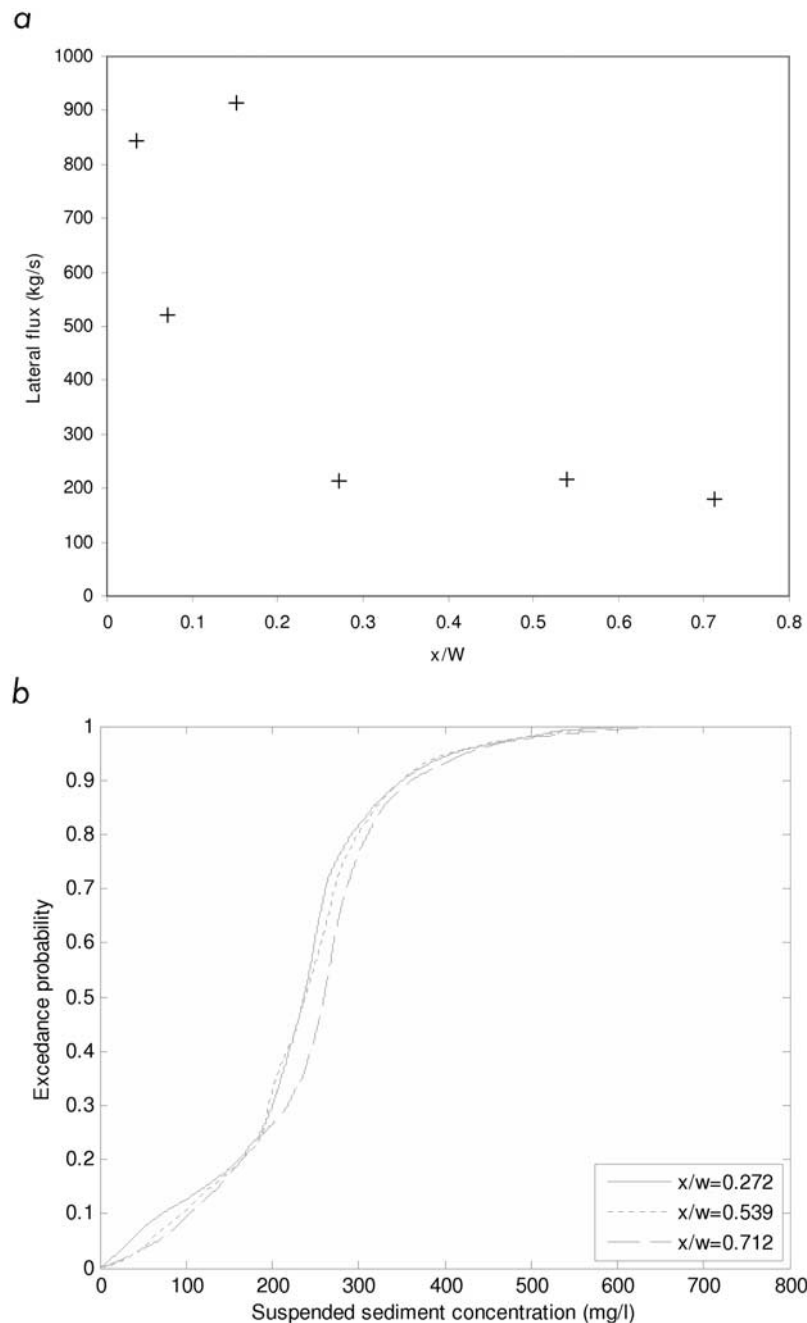 a
1000
900
800
700
600
500
400
300
200
100
0
Lateral flux (kg/s)
0 0.1 0.2 0.3 0.4 0.5 0.6 0.7 0.8
x/W
b
1
0.9
0.8
0.7
0.6
0.5
0.4
0.3
0.2
0.1
0
Excedance probability
x/w=0.272
x/w=0.539
x/w=0.712
0 100 200 300 400 500 600 700 800
Suspended sediment concentration (mg/l)